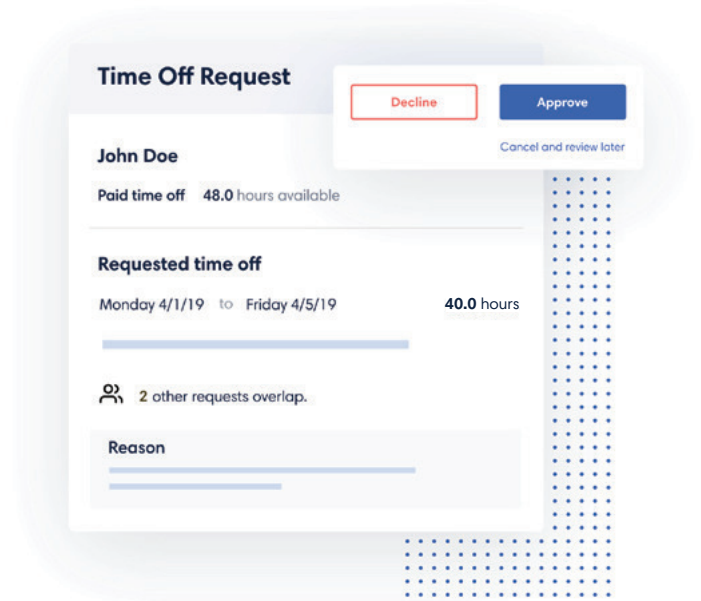 Time Off Request
Decline
Approve
Cancel and review later
John Doe
Paid time off 48.0 hours available
Requested time off
Monday 4/1/19 to Friday 4/5/19 40.0 hours
2 other requests overlap.
Reason